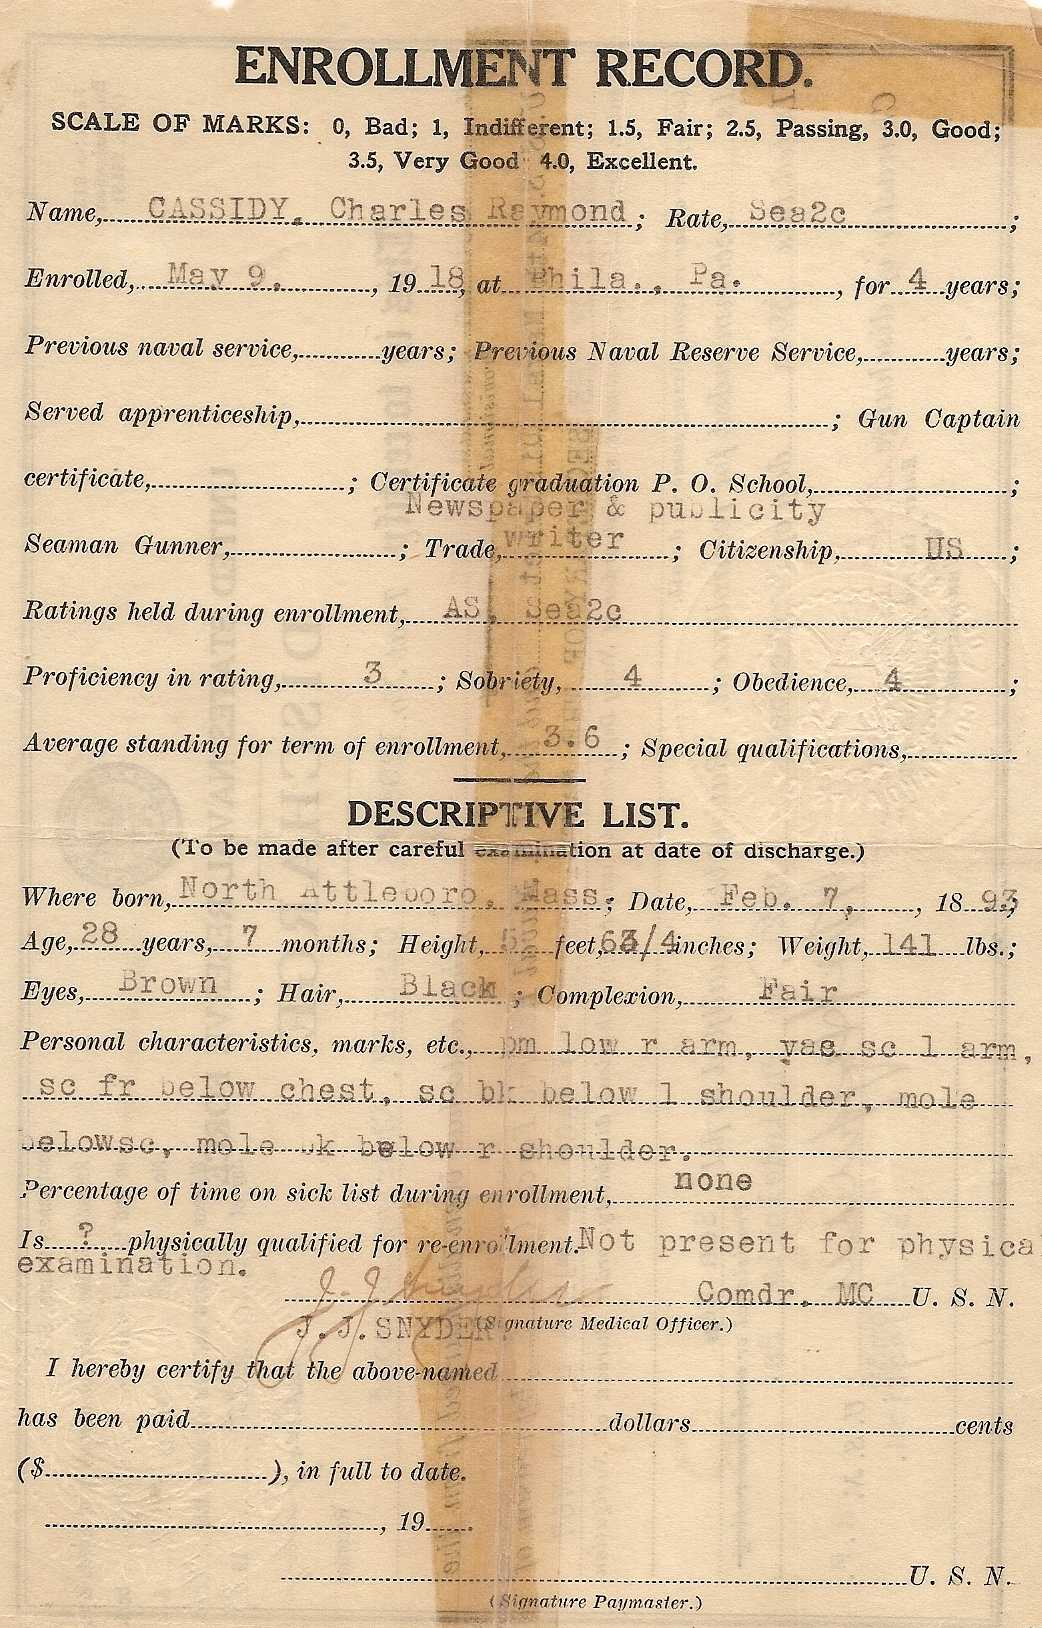 ENROLLMENT RECORD.
SCALE OF MARKS: 0, Bad; 1, Indifferent; 1.5, Fair; 2.5, Passing, 3.0, Good;
3.5, Very Good 4.0, Excellent.
Name, CASSIDY, Charles Raymond; Rate, Sea2c;
Enrolled, May 9, 1918, at Phila., Pa., for 4 years;
Previous naval service, years; Previous Naval Reserve Service, years;
Served apprenticeship, ; Gun Captain
certificate, ; Certificate graduation P. O. School, ;
Newspaper & publicity
Seaman Gunner, ; Trade, writer ; Citizenship, US ;
Ratings held during enrollment, AS, Sea2c
Proficiency in rating, 3 ; Sobriety, 4 ; Obedience, 4 ;
Average standing for term of enrollment, 3.6 ; Special qualifications,
DESCRIPTIVE LIST.
(To be made after careful examination at date of discharge.)
Where born, North Attleboro, Mass; Date, Feb. 7, , 1893;
Age, 28 years, 7 months; Height, 5 feet, 3/4 inches; Weight, 141 lbs.;
Eyes, Brown ; Hair, Black ; Complexion, Fair
Personal characteristics, marks, etc., pm low r arm, vac sc l arm,
sc fr below chest, sc bk below l shoulder, mole
belowsc, mole bk below r shoulder.
Percentage of time on sick list during enrollment, none
Is ? physically qualified for re-enrollment. Not present for physica
examination.
J. J. Snyder Comdr. MC U. S. N.
J.J.SNYDER. (Signature Medical Officer.)
I hereby certify that the above-named
has been paid dollars cents
($ ), in full to date.
, 19
U. S. N.
(Signature Paymaster.)